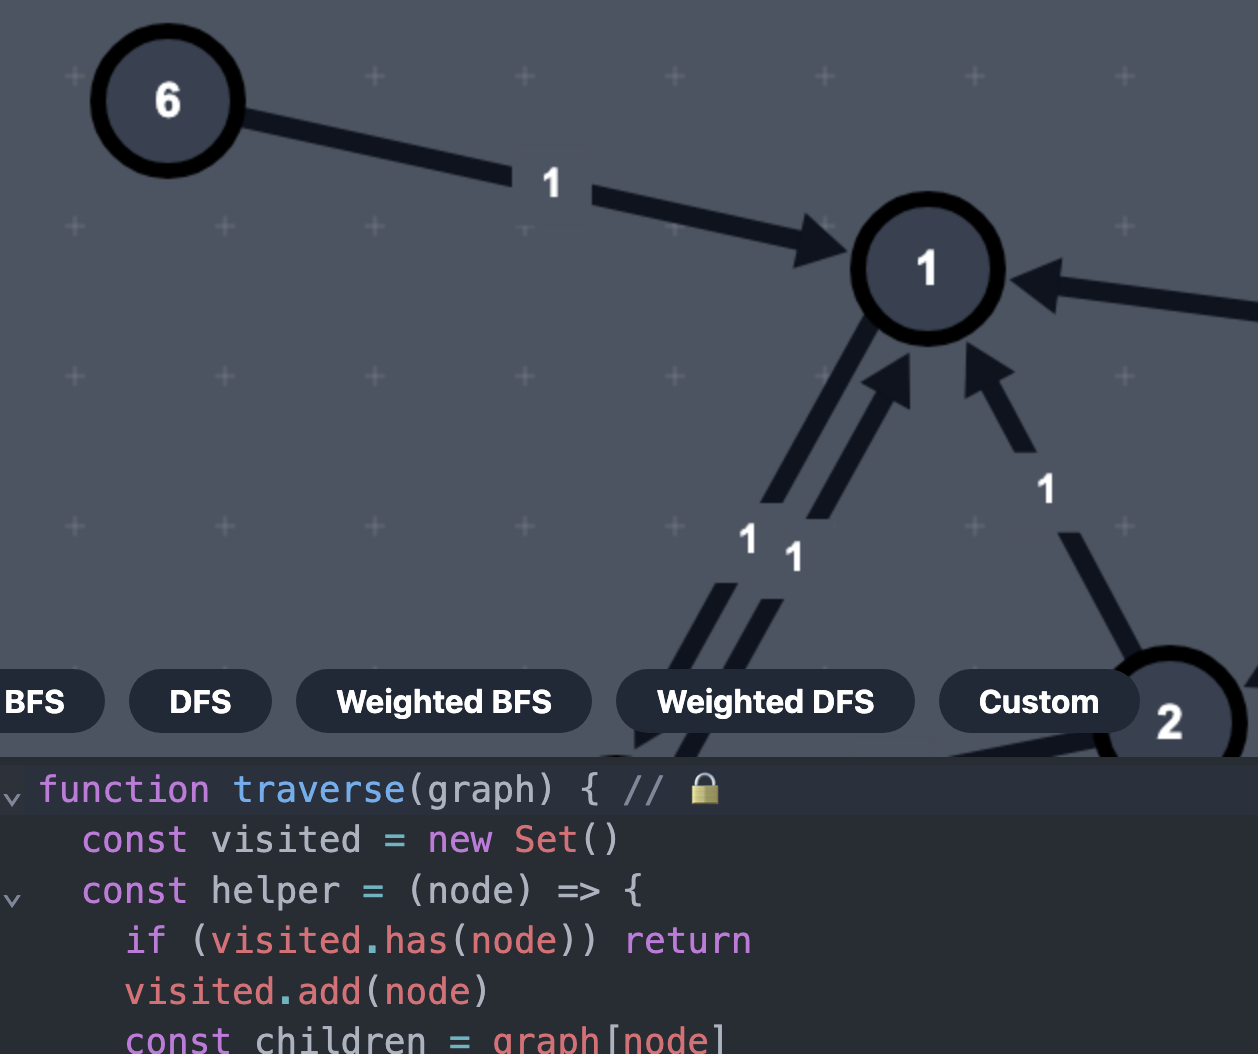 6
1
1
1
1 1
2
BFS
DFS
Weighted BFS
Weighted DFS
Custom
function traverse(graph) { // 🔒
const visited = new Set()
const helper = (node) => {
if (visited.has(node)) return
visited.add(node)
const children = graph[node]